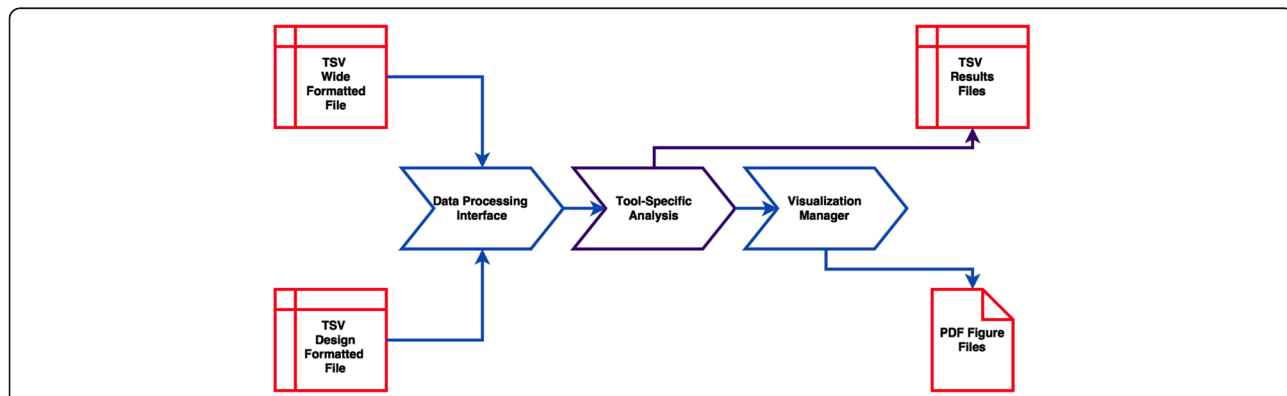 TSV
Wide
Formatted
File
TSV
Results
Files
Data Processing
Interface
Tool-Specific
Analysis
Visualization
Manager
TSV
Design
Formatted
File
PDF Figure
Files